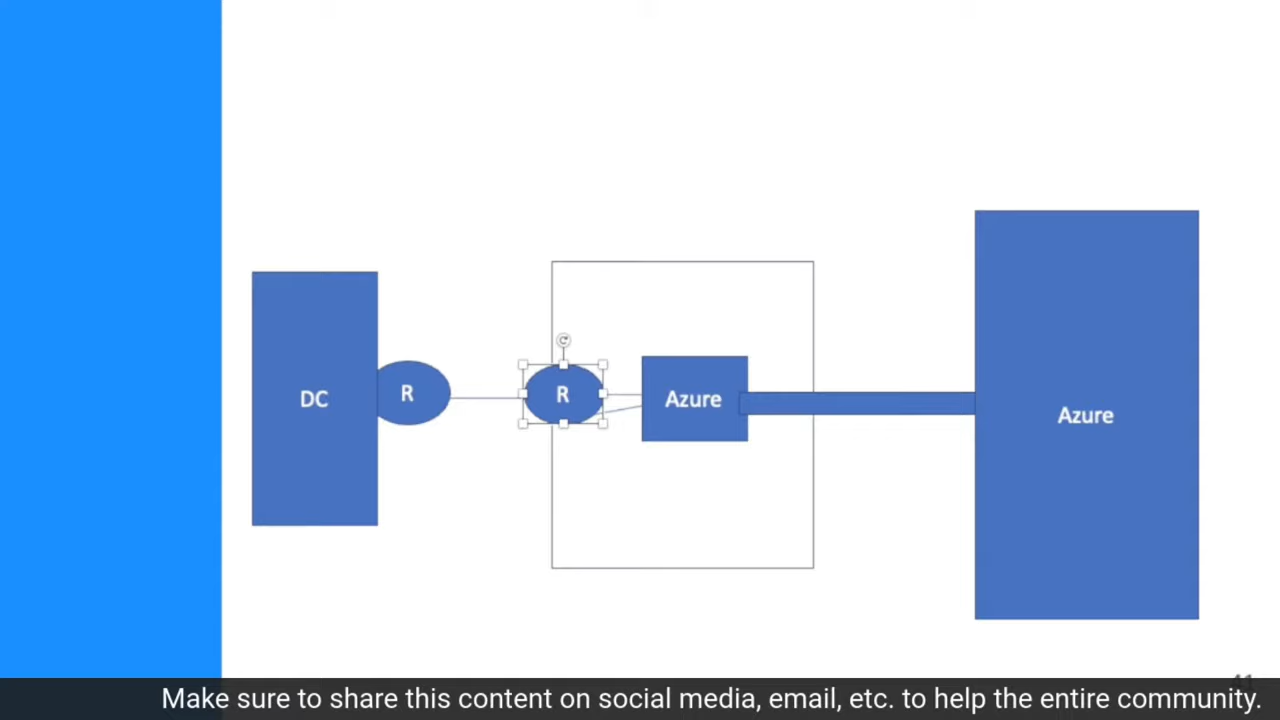 DC
R
R
Azure
Azure
Make sure to share this content on social media, email, etc. to help the entire community.